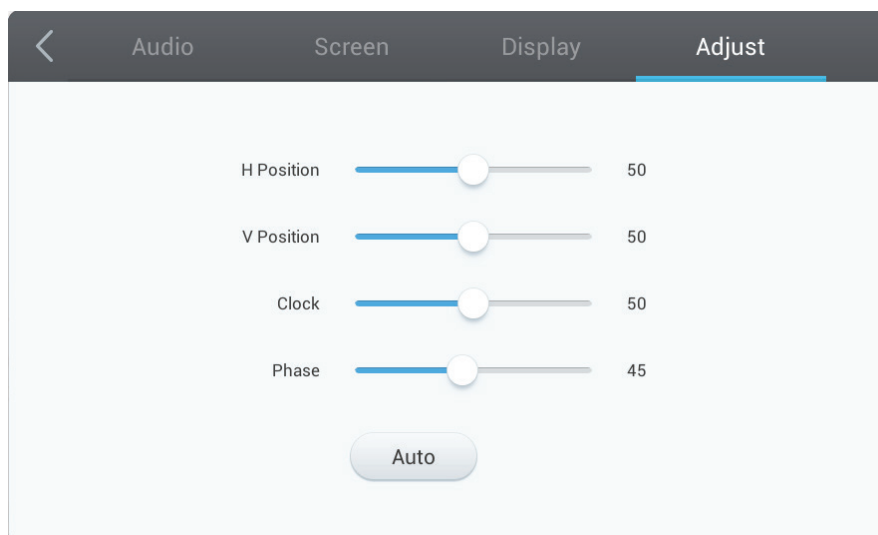 Audio Screen Display Adjust
H Position 50
V Position 50
Clock 50
Phase 45
Auto